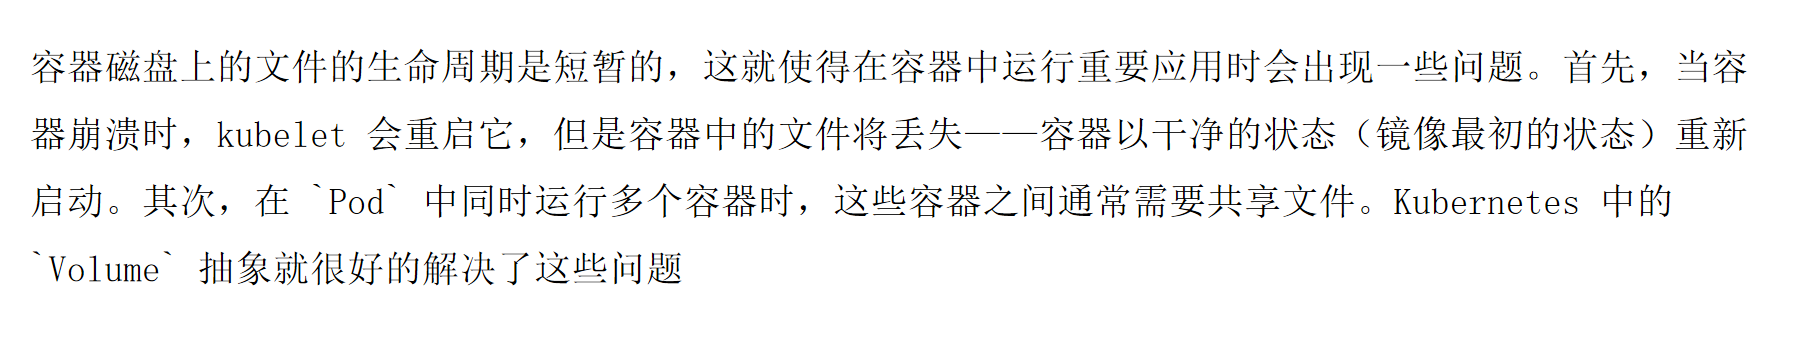 容器磁盘上的文件的生命周期是短暂的，这就使得在容器中运行重要应用时会出现一些问题。首先，当容
器崩溃时，kubelet 会重启它，但是容器中的文件将丢失——容器以干净的状态（镜像最初的状态）重新
启动。其次，在 `Pod` 中同时运行多个容器时，这些容器之间通常需要共享文件。Kubernetes 中的
`Volume` 抽象就很好的解决了这些问题